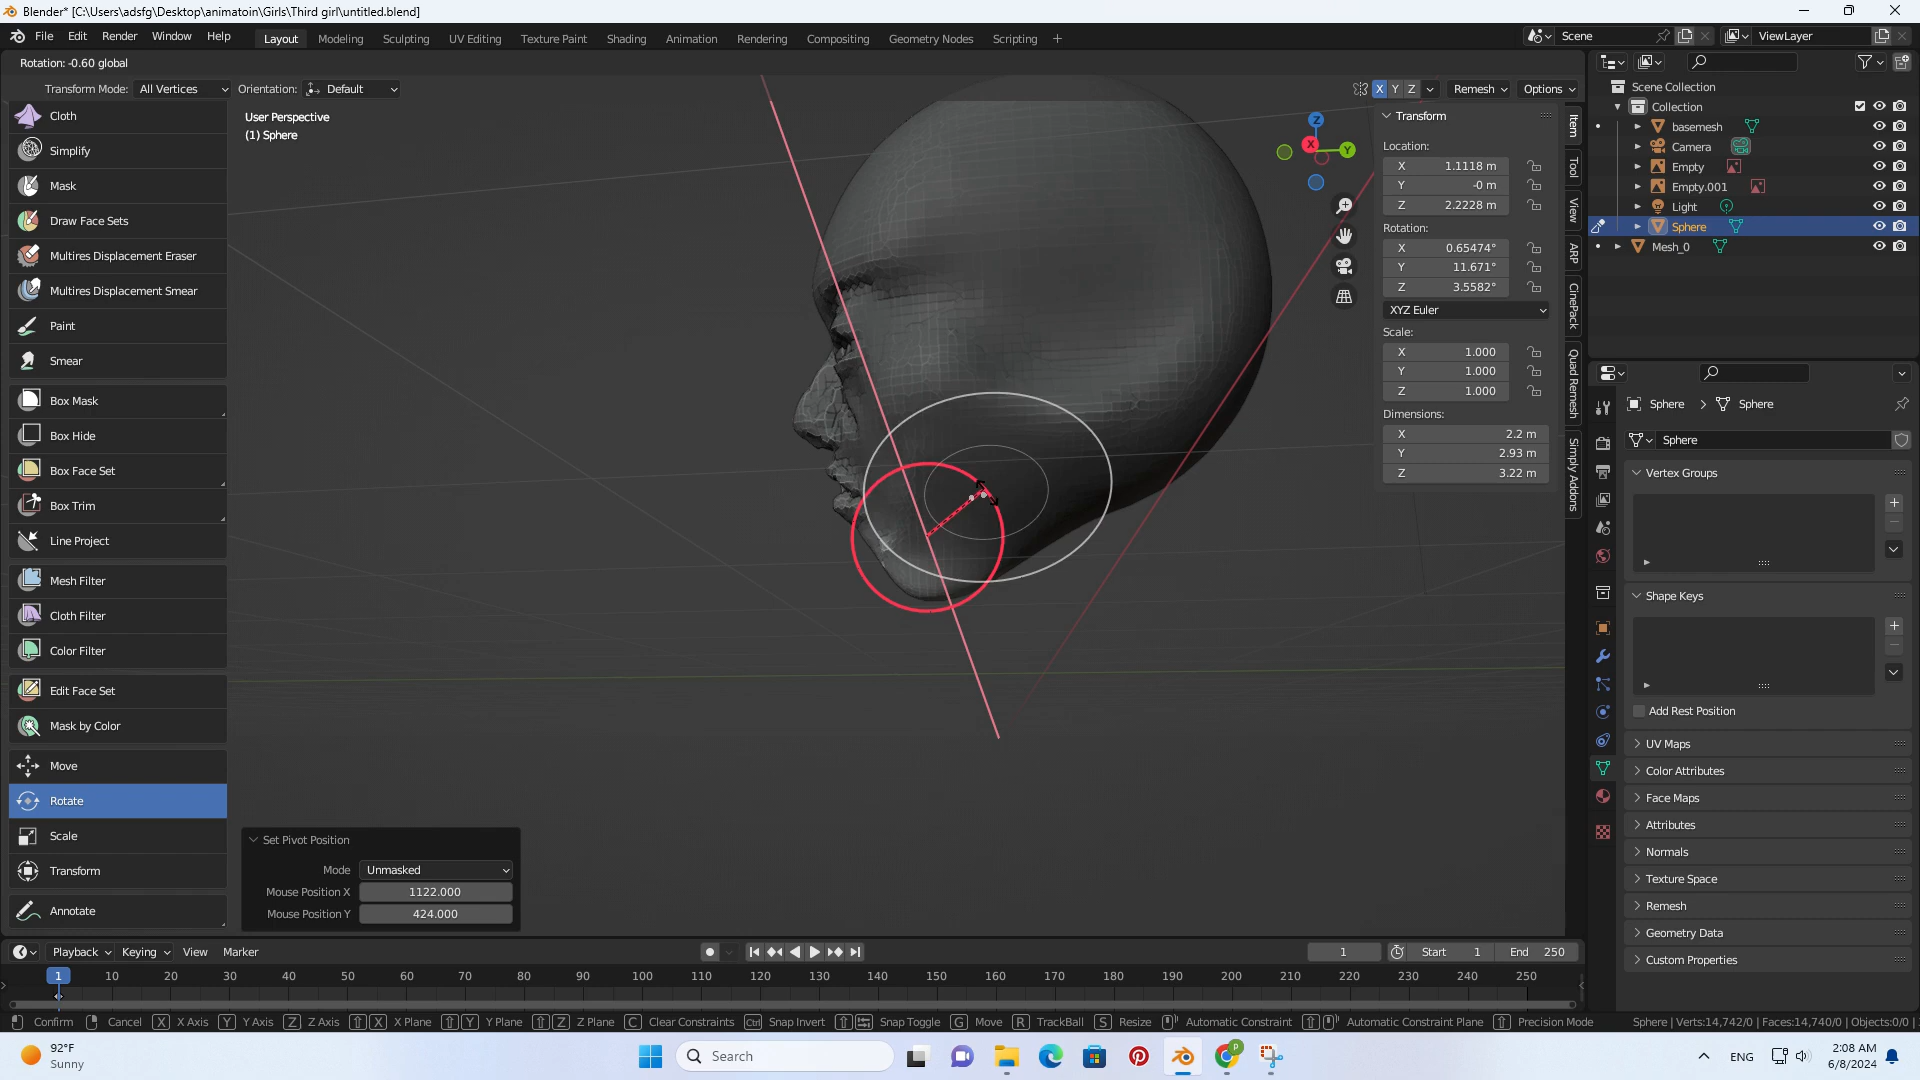 Blender* [C:\Users\adsfg\Desktop\animatoin\Girls\Third girl\untitled.blend]
File Edit Render Window Help Layout Modeling Sculpting UV Editing Texture Paint Shading Animation Rendering Compositing Geometry Nodes Scripting + Scene ViewLayer
Rotation: -0.60 global
Transform Mode: All Vertices Orientation: Default X Y Z Remesh Options
Cloth
Simplify
Mask
Draw Face Sets
Multires Displacement Eraser
Multires Displacement Smear
Paint
Smear
Box Mask
Box Hide
Box Face Set
Box Trim
Line Project
Mesh Filter
Cloth Filter
Color Filter
Edit Face Set
Mask by Color
Move
Rotate
Scale
Transform
Annotate
User Perspective
(1) Sphere
Set Pivot Position
Mode Unmasked
Mouse Position X 1122.000
Mouse Position Y 424.000
Z
X
Y
Transform
Location:
X 1.1118 m
Y -0 m
Z 2.2228 m
Rotation:
X 0.65474°
Y 11.671°
Z 3.5582°
XYZ Euler
Scale:
X 1.000
Y 1.000
Z 1.000
Dimensions:
X 2.2 m
Y 2.93 m
Z 3.22 m
Item
Tool
View
ARP
CinePack
Quad Remesh
Simply Addons
Scene Collection
Collection
basemesh
Camera
Empty
Empty.001
Light
Sphere
Mesh_0
Sphere > Sphere
Sphere
Vertex Groups
Shape Keys
Add Rest Position
UV Maps
Color Attributes
Face Maps
Attributes
Normals
Texture Space
Remesh
Geometry Data
Custom Properties
Playback Keying View Marker 1 Start 1 End 250
1 10 20 30 40 50 60 70 80 90 100 110 120 130 140 150 160 170 180 190 200 210 220 230 240 250
Confirm Cancel X X Axis Y Y Axis Z Z Axis X X Plane Y Y Plane Z Z Plane C Clear Constraints Ctrl Snap Invert Snap Toggle G Move R TrackBall S Resize Automatic Constraint Automatic Constraint Plane Precision Mode Sphere | Verts:14,742/0 | Faces:14,740/0 | Objects:0/0 |
92°F
Sunny
Search
P
ENG
2:08 AM
6/8/2024